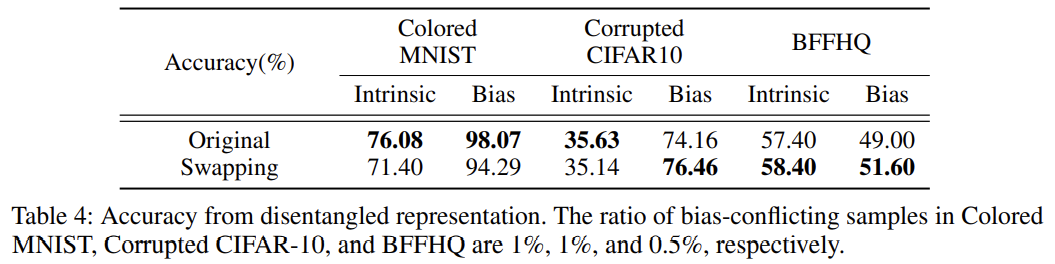 Accuracy(%) Colored MNIST Corrupted CIFAR10 BFFHQ
Intrinsic Bias Intrinsic Bias Intrinsic Bias
Original 76.08 98.07 35.63 74.16 57.40 49.00
Swapping 71.40 94.29 35.14 76.46 58.40 51.60
Table 4: Accuracy from disentangled representation. The ratio of bias-conflicting samples in Colored
MNIST, Corrupted CIFAR-10, and BFFHQ are 1%, 1%, and 0.5%, respectively.